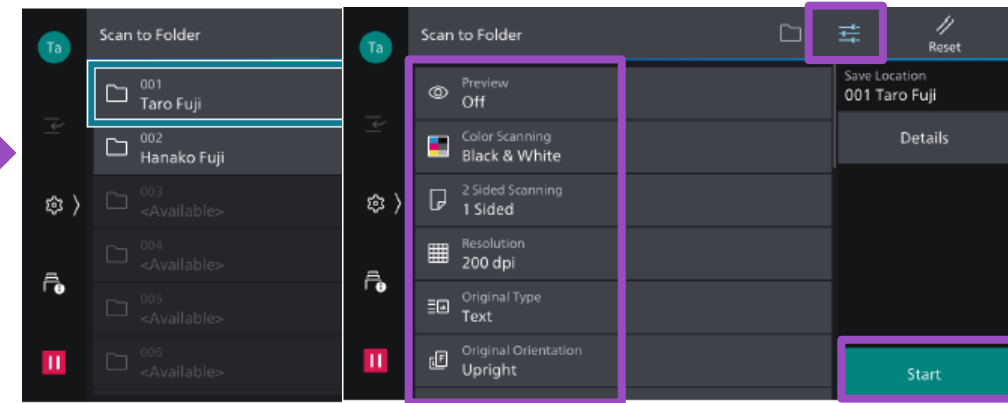 Ta
Scan to Folder
001
Taro Fuji
002
Hanako Fuji
003
<Available>
004
<Available>
005
<Available>
006
<Available>
Ta
Scan to Folder
Reset
Preview
Off
Color Scanning
Black & White
2 Sided Scanning
1 Sided
Resolution
200 dpi
Original Type
Text
Original Orientation
Upright
Save Location
001 Taro Fuji
Details
Start